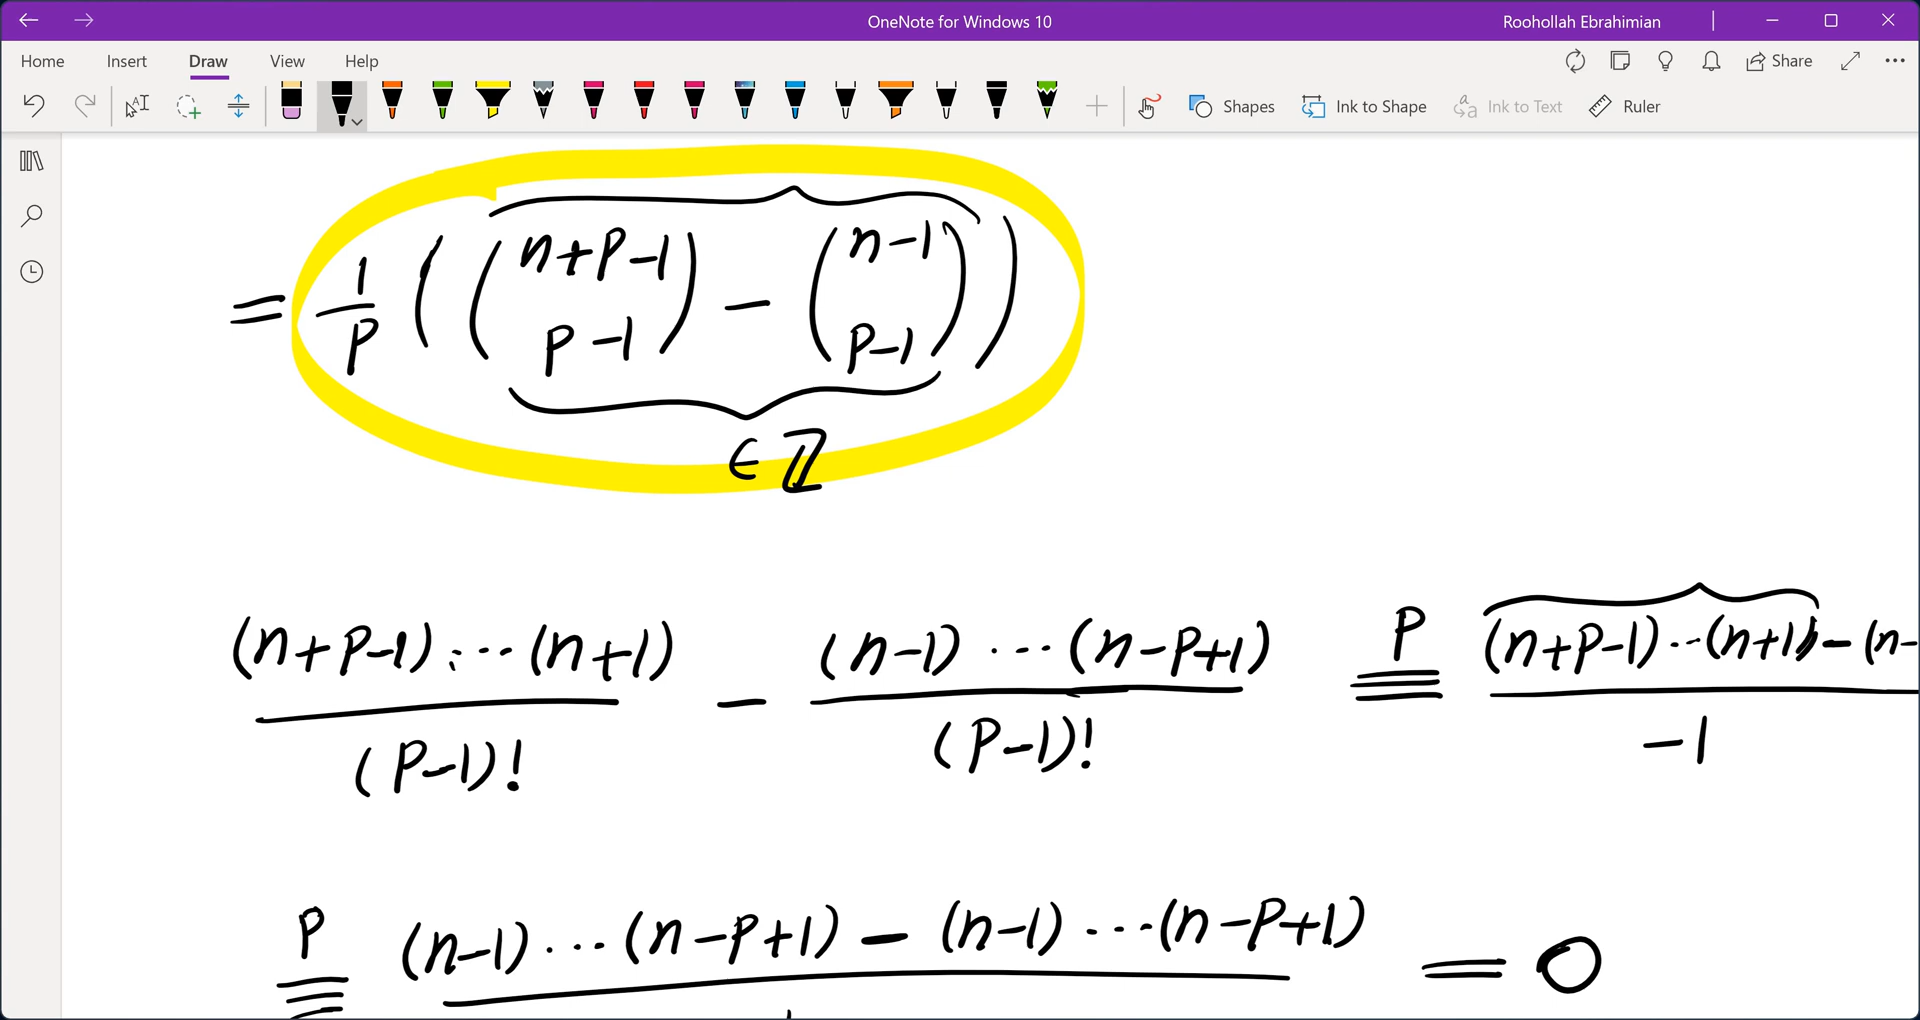 OneNote for Windows 10
Roohollah Ebrahimian
Home Insert Draw View Help
Share
Shapes Ink to Shape Ink to Text Ruler
= 1/P ( (n+P-1 choose P-1) - (n-1 choose P-1) )
∈ ℤ
(n+P-1)···(n+1) / (P-1)! - (n-1)···(n-P+1) / (P-1)! ≡^P (n+P-1)··(n+1) - (n- / -1
≡^P (n-1)···(n-P+1) - (n-1)···(n-P+1) = 0